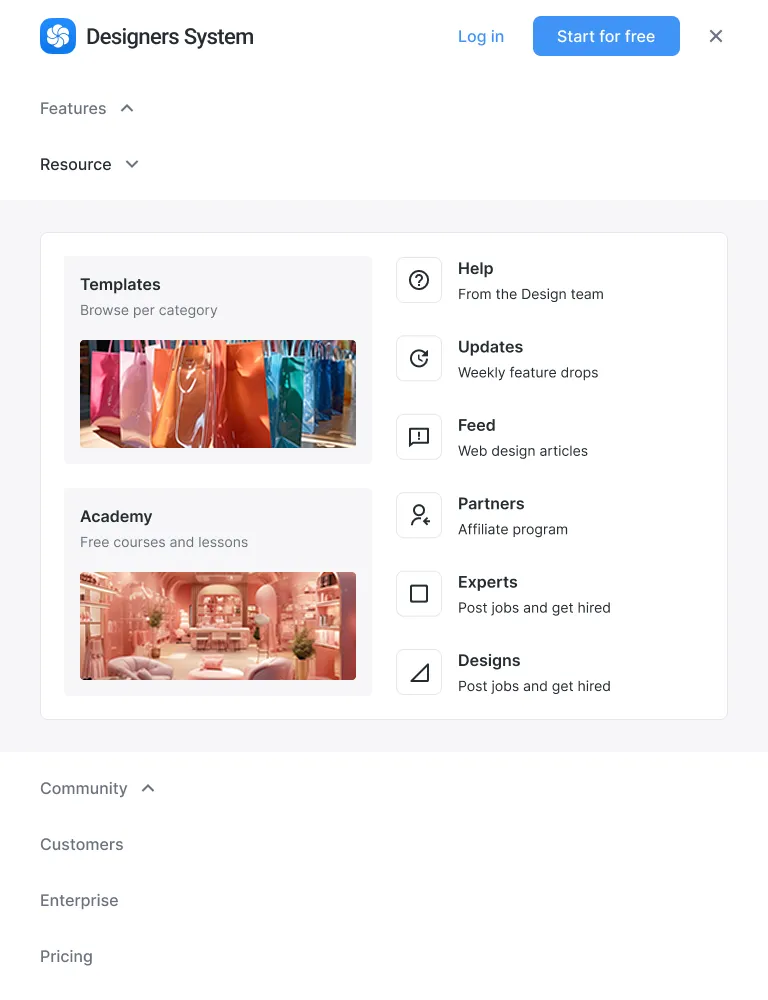 Designers System
Log in
Start for free
Features
Resource
Templates
Browse per category
Academy
Free courses and lessons
Help
From the Design team
Updates
Weekly feature drops
Feed
Web design articles
Partners
Affiliate program
Experts
Post jobs and get hired
Designs
Post jobs and get hired
Community
Customers
Enterprise
Pricing